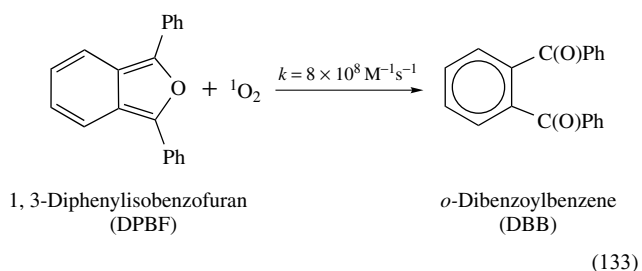 Ph
O
Ph
+ ¹O₂
k = 8 × 10⁸ M⁻¹s⁻¹
C(O)Ph
C(O)Ph
1, 3-Diphenylisobenzofuran
(DPBF)
o-Dibenzoylbenzene
(DBB)
(133)